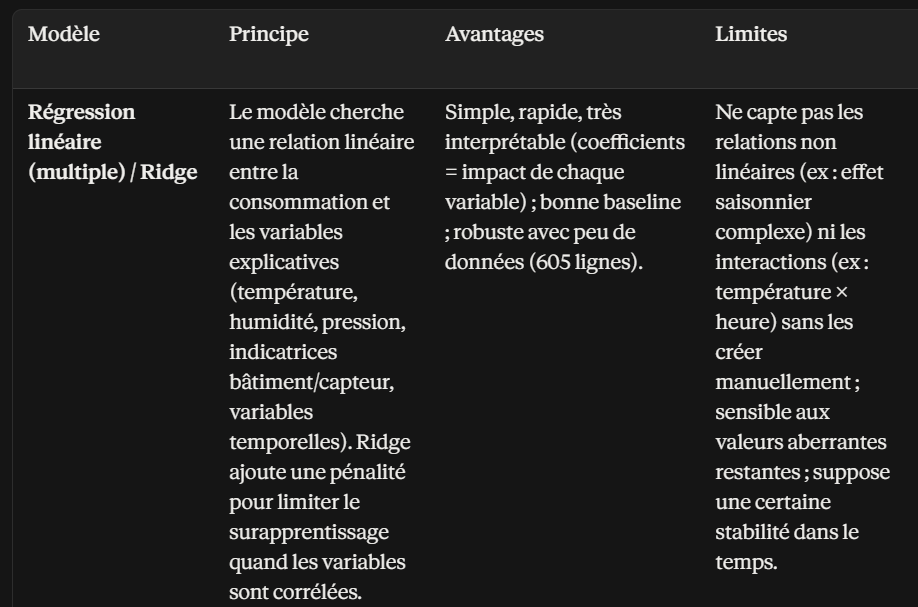 Modèle
Principe
Avantages
Limites
Régression
linéaire
(multiple) / Ridge
Le modèle cherche
une relation linéaire
entre la
consommation et
les variables
explicatives
(température,
humidité, pression,
indicatrices
bâtiment/capteur,
variables
temporelles). Ridge
ajoute une pénalité
pour limiter le
surapprentissage
quand les variables
sont corrélées.
Simple, rapide, très
interprétable (coefficients
= impact de chaque
variable) ; bonne baseline
; robuste avec peu de
données (605 lignes).
Ne capte pas les
relations non
linéaires (ex : effet
saisonnier
complexe) ni les
interactions (ex :
température ×
heure) sans les
créer
manuellement ;
sensible aux
valeurs aberrantes
restantes ; suppose
une certaine
stabilité dans le
temps.